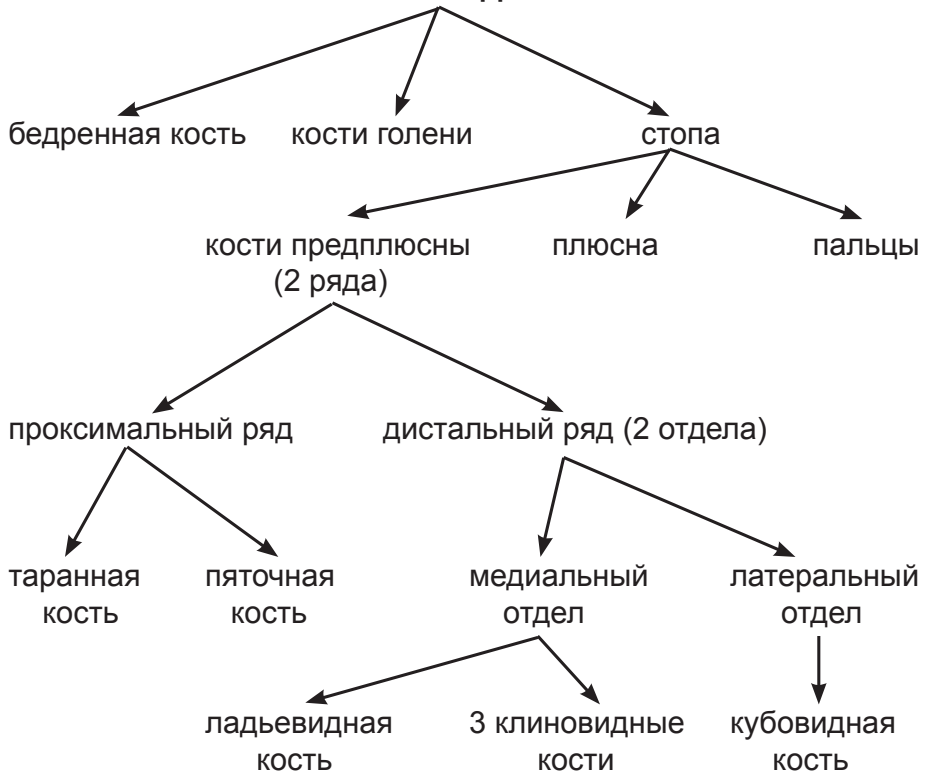 бедренная кость кости голени стопа
кости предплюсны плюсна пальцы
(2 ряда)
проксимальный ряд дистальный ряд (2 отдела)
таранная пяточная медиальный латеральный
кость кость отдел отдел
ладьевидная 3 клиновидные кубовидная
кость кости кость